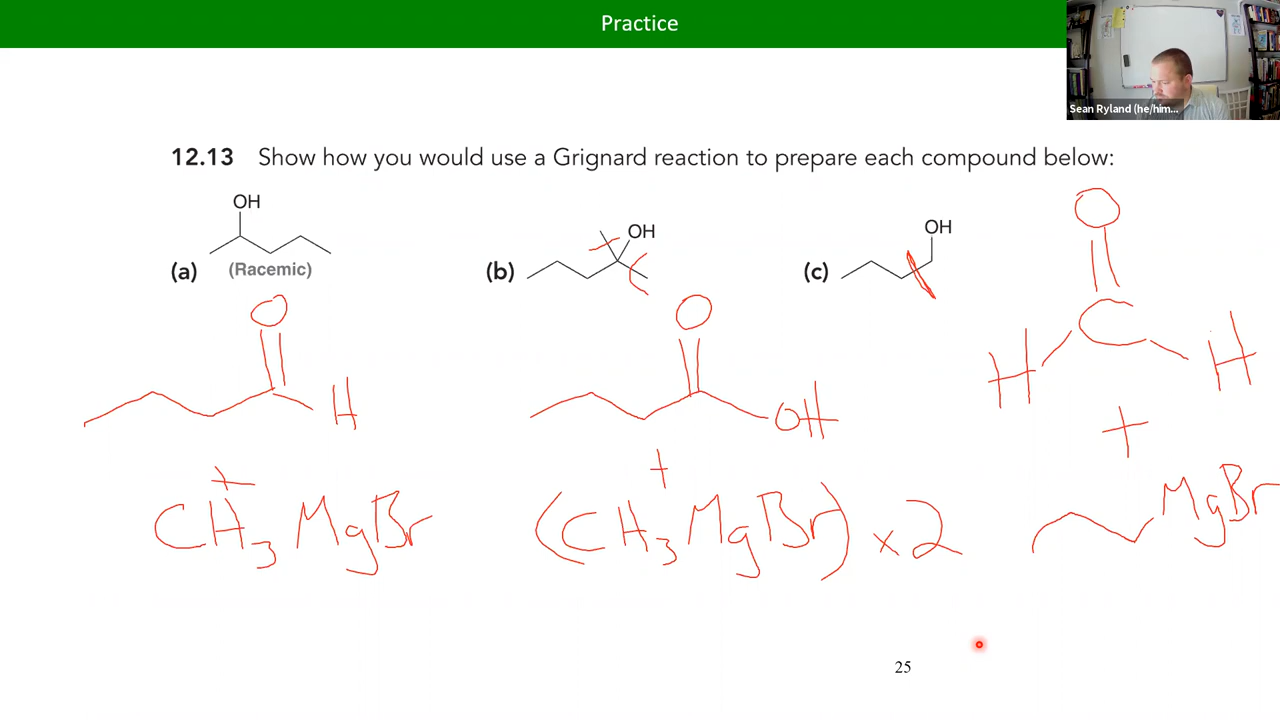 Practice
Sean Ryland (he/him...
12.13 Show how you would use a Grignard reaction to prepare each compound below:
OH
(a) (Racemic)
OH
(b)
OH
(c)
O
H
+
CH3MgBr
O
OH
+
(CH3MgBr) x2
O
C
H H
+
MgBr
25